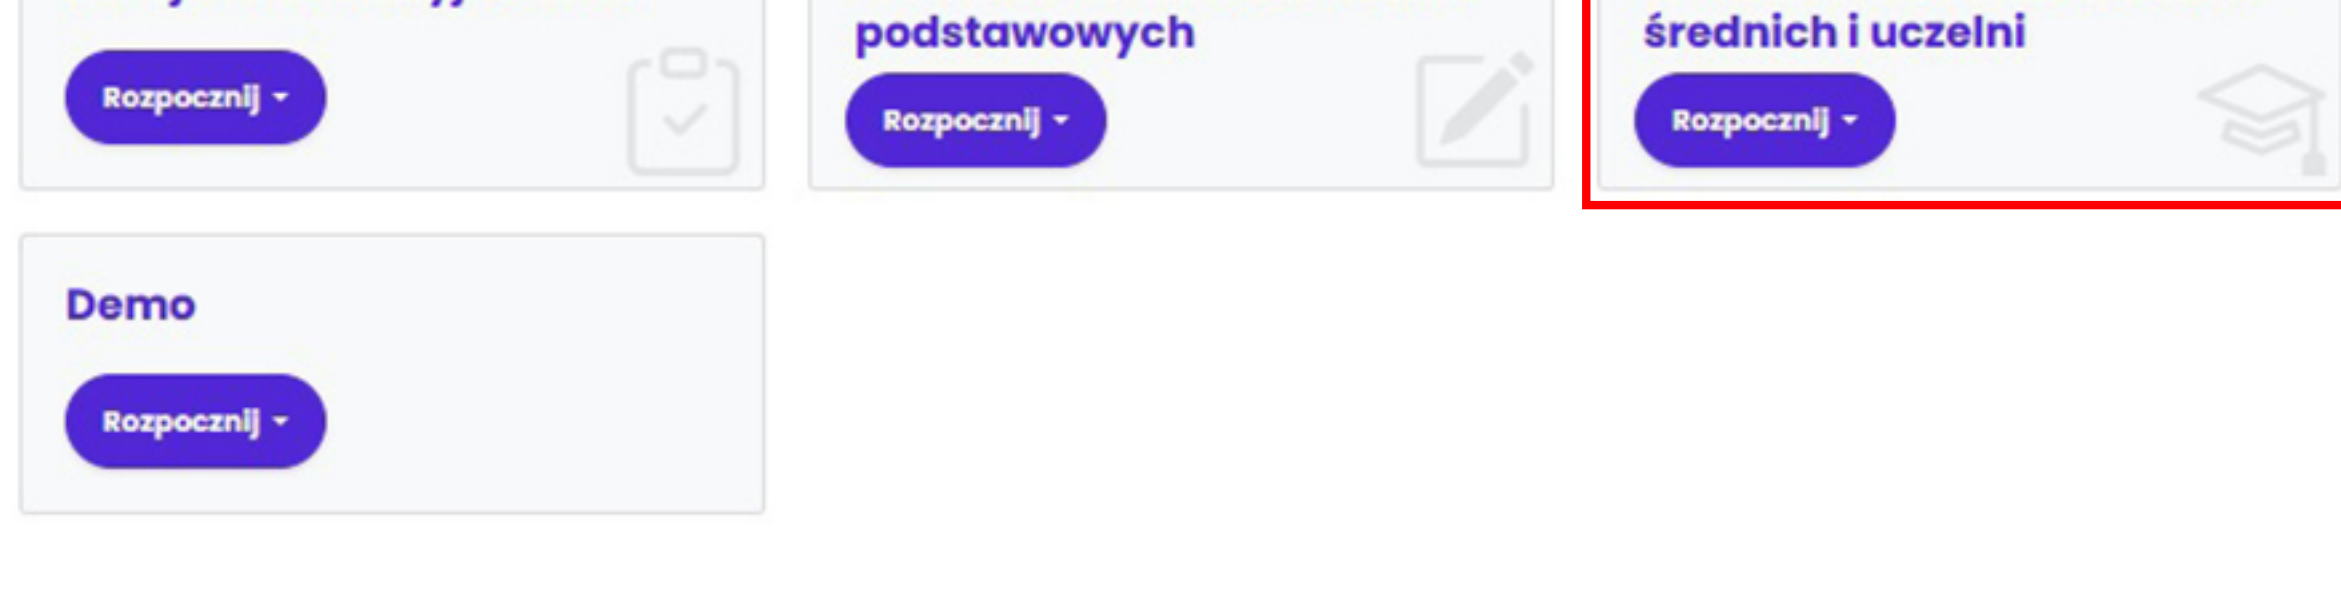 podstawowych
średnich i uczelni
Rozpocznij
Rozpocznij
Rozpocznij
Demo
Rozpocznij